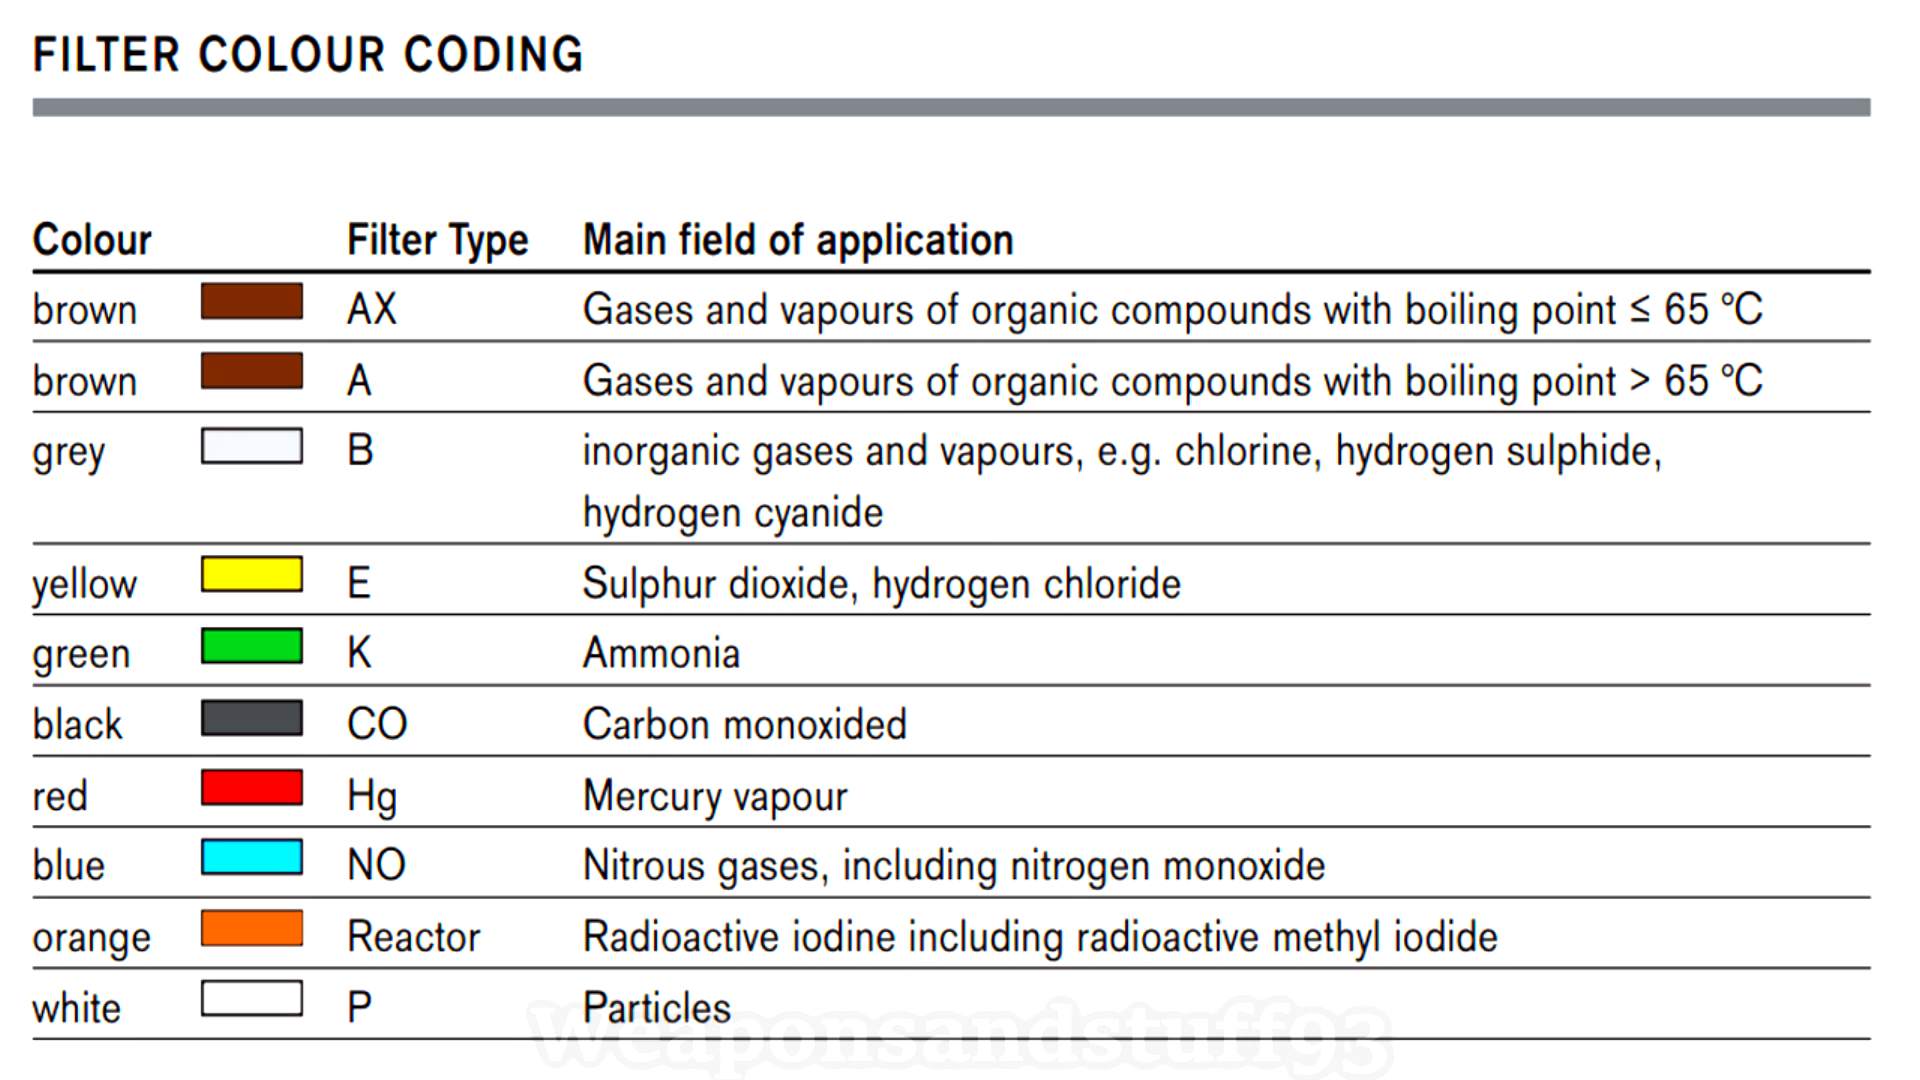 FILTER COLOUR CODING
Colour Filter Type Main field of application
brown AX Gases and vapours of organic compounds with boiling point ≤ 65 °C
brown A Gases and vapours of organic compounds with boiling point > 65 °C
grey B inorganic gases and vapours, e.g. chlorine, hydrogen sulphide,
hydrogen cyanide
yellow E Sulphur dioxide, hydrogen chloride
green K Ammonia
black CO Carbon monoxided
red Hg Mercury vapour
blue NO Nitrous gases, including nitrogen monoxide
orange Reactor Radioactive iodine including radioactive methyl iodide
white P Particles
Weaponsandstuff93